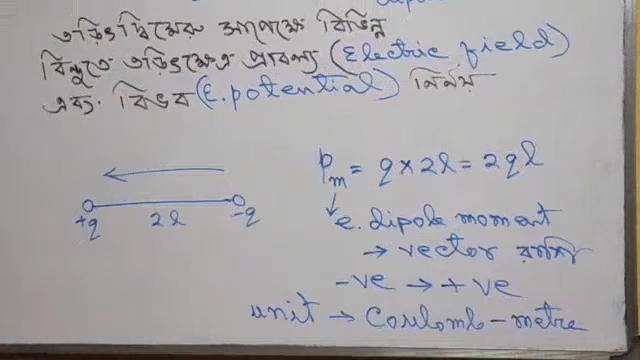 তড়িৎদ্বিমেরু সাপেক্ষে বিভিন্ন
বিন্দুতে তড়িৎক্ষেত্র প্রাবল্য (Electric field)
এবং বিভব (E. potential) নির্ণয়
+q 2l -q
pm = q × 2l = 2ql
e. dipole moment
→ vector রাশি
-ve → + ve
unit → Coulomb - metre